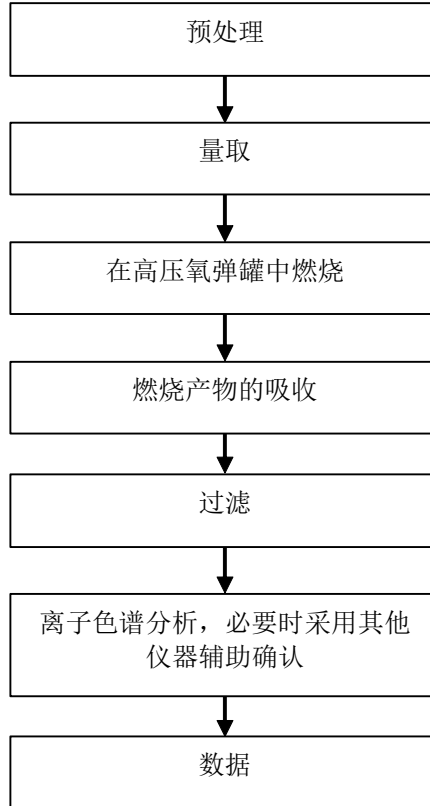 预处理
量取
在高压氧弹罐中燃烧
燃烧产物的吸收
过滤
离子色谱分析，必要时采用其他
仪器辅助确认
数据